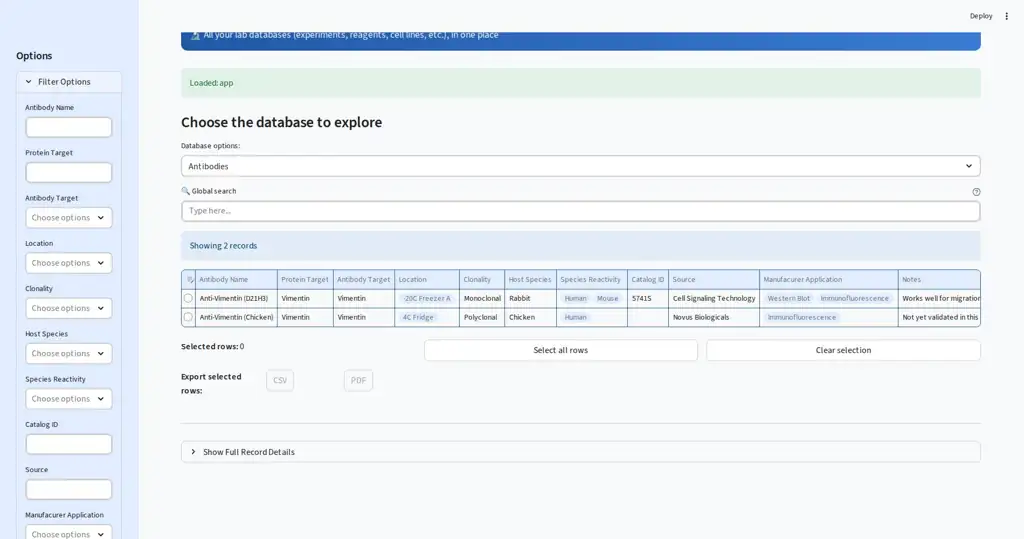 Deploy
🔬 All your lab databases (experiments, reagents, cell lines, etc.), in one place
Options
Filter Options
Antibody Name
Protein Target
Antibody Target
Choose options
Location
Choose options
Clonality
Choose options
Host Species
Choose options
Species Reactivity
Choose options
Catalog ID
Source
Manufacurer Application
Choose options
Loaded: app
Choose the database to explore
Database options:
Antibodies
🔍 Global search
Type here...
Showing 2 records
Antibody Name Protein Target Antibody Target Location Clonality Host Species Species Reactivity Catalog ID Source Manufacurer Application Notes
Anti-Vimentin (D21H3) Vimentin Vimentin -20C Freezer A Monoclonal Rabbit Human Mouse 5741S Cell Signaling Technology Western Blot Immunofluorescence Works well for migration
Anti-Vimentin (Chicken) Vimentin Vimentin 4C Fridge Polyclonal Chicken Human Novus Biologicals Immunofluorescence Not yet validated in this
Selected rows: 0
Select all rows
Clear selection
Export selected
rows:
CSV
PDF
Show Full Record Details